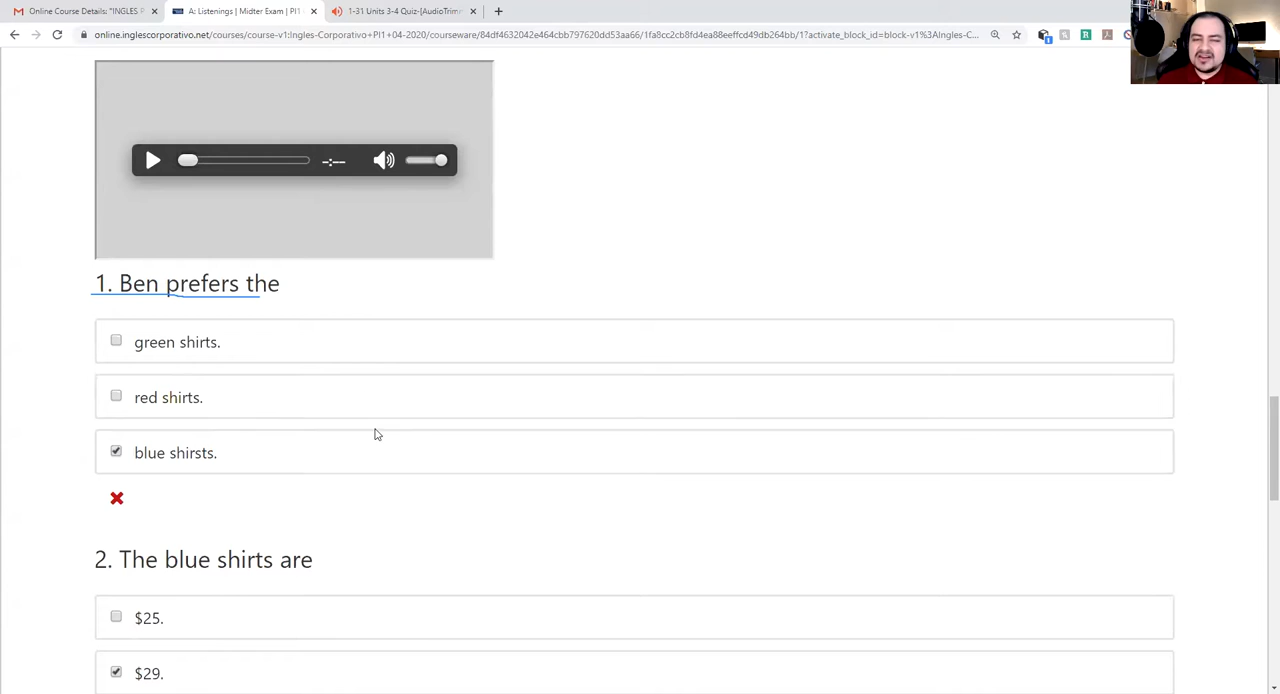 Online Course Details: "INGLES P
A: Listenings | Midter Exam | PI1
1-31 Units 3-4 Quiz-[AudioTrim
online.inglescorporativo.net/courses/course-v1:Ingles-Corporativo+PI1+04-2020/courseware/84df4632042e464cbb797620dd53aa66/1fa8cc2cb8fd4ea88eeffcd49db264bb/1?activate_block_id=block-v1%3AIngles-C...
-:--
1. Ben prefers the
green shirts.
red shirts.
blue shirsts.
2. The blue shirts are
$25.
$29.